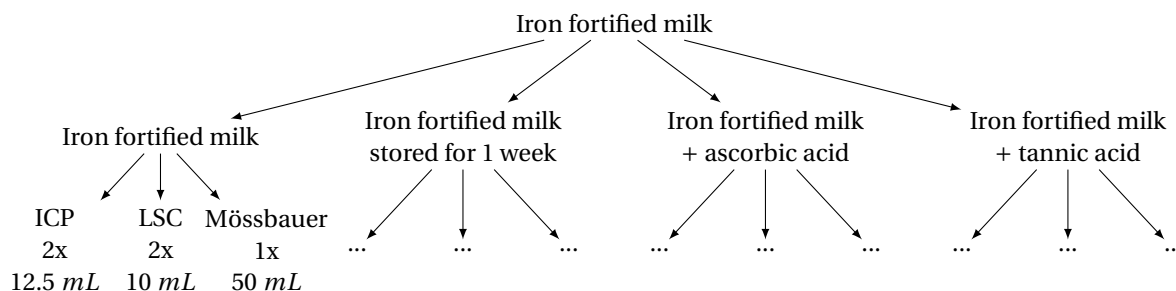 Iron fortified milk
Iron fortified milk
Iron fortified milk
stored for 1 week
Iron fortified milk
+ ascorbic acid
Iron fortified milk
+ tannic acid
ICP
2x
12.5 mL
LSC
2x
10 mL
Mössbauer
1x
50 mL
...
...
...
...
...
...
...
...
...